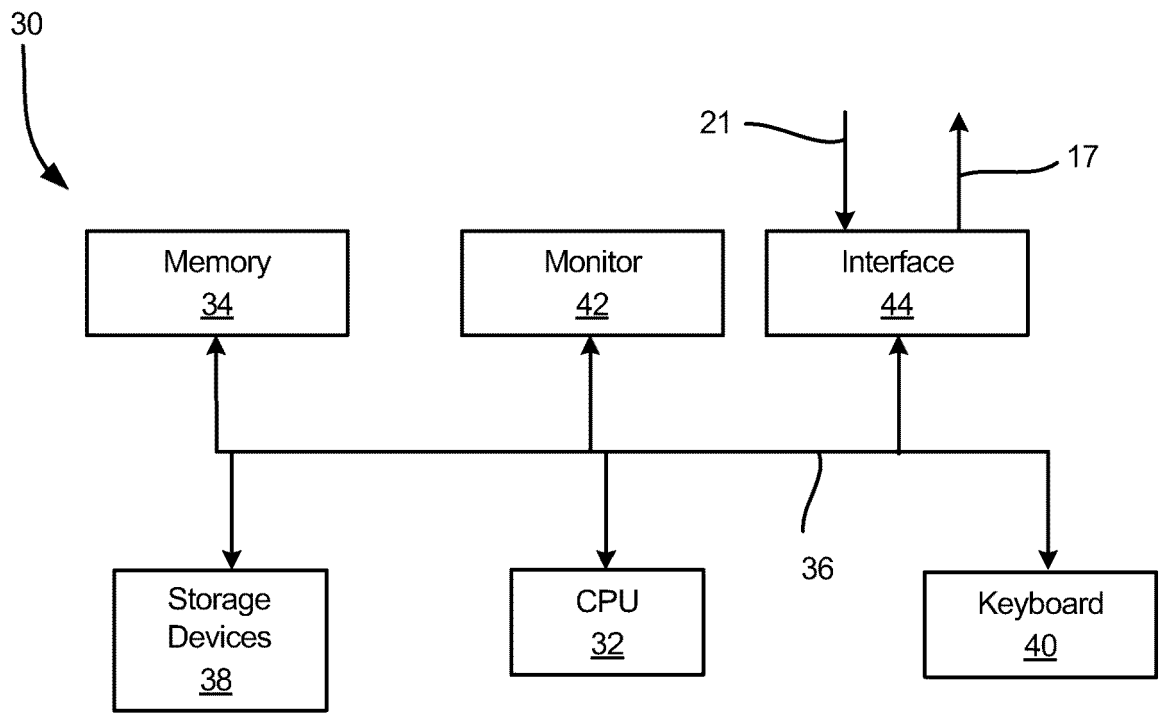 30
21
17
Memory
34
Monitor
42
Interface
44
36
Storage
Devices
38
CPU
32
Keyboard
40